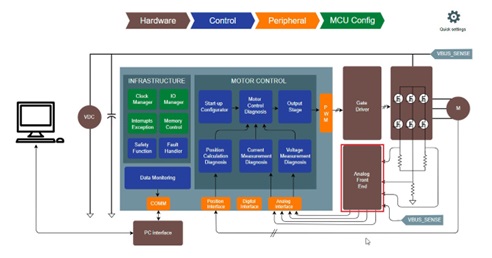 Hardware
Control
Peripheral
MCU Config
Quick settings
VBUS_SENSE
INFRASTRUCTURE
MOTOR CONTROL
Clock
Manager
IO
Manager
Interrupts
Exception
Memory
Control
Safety
Function
Fault
Handler
Start-up
Configurator
Motor
Control
Diagnosis
Output
Stage
PWM
Gate
Driver
VDC
M
Position
Calculation
Diagnosis
Current
Measurement
Diagnosis
Voltage
Measurement
Diagnosis
Analog
Front
End
Data Monitoring
COMM
Position
Interface
Digital
Interface
Analog
Interface
VBUS_SENSE
PC Interface